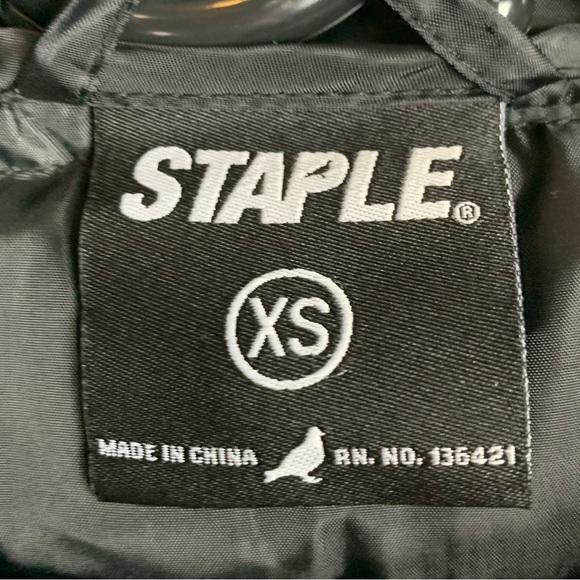 STAPLE®
XS
MADE IN CHINA RN. NO. 136421